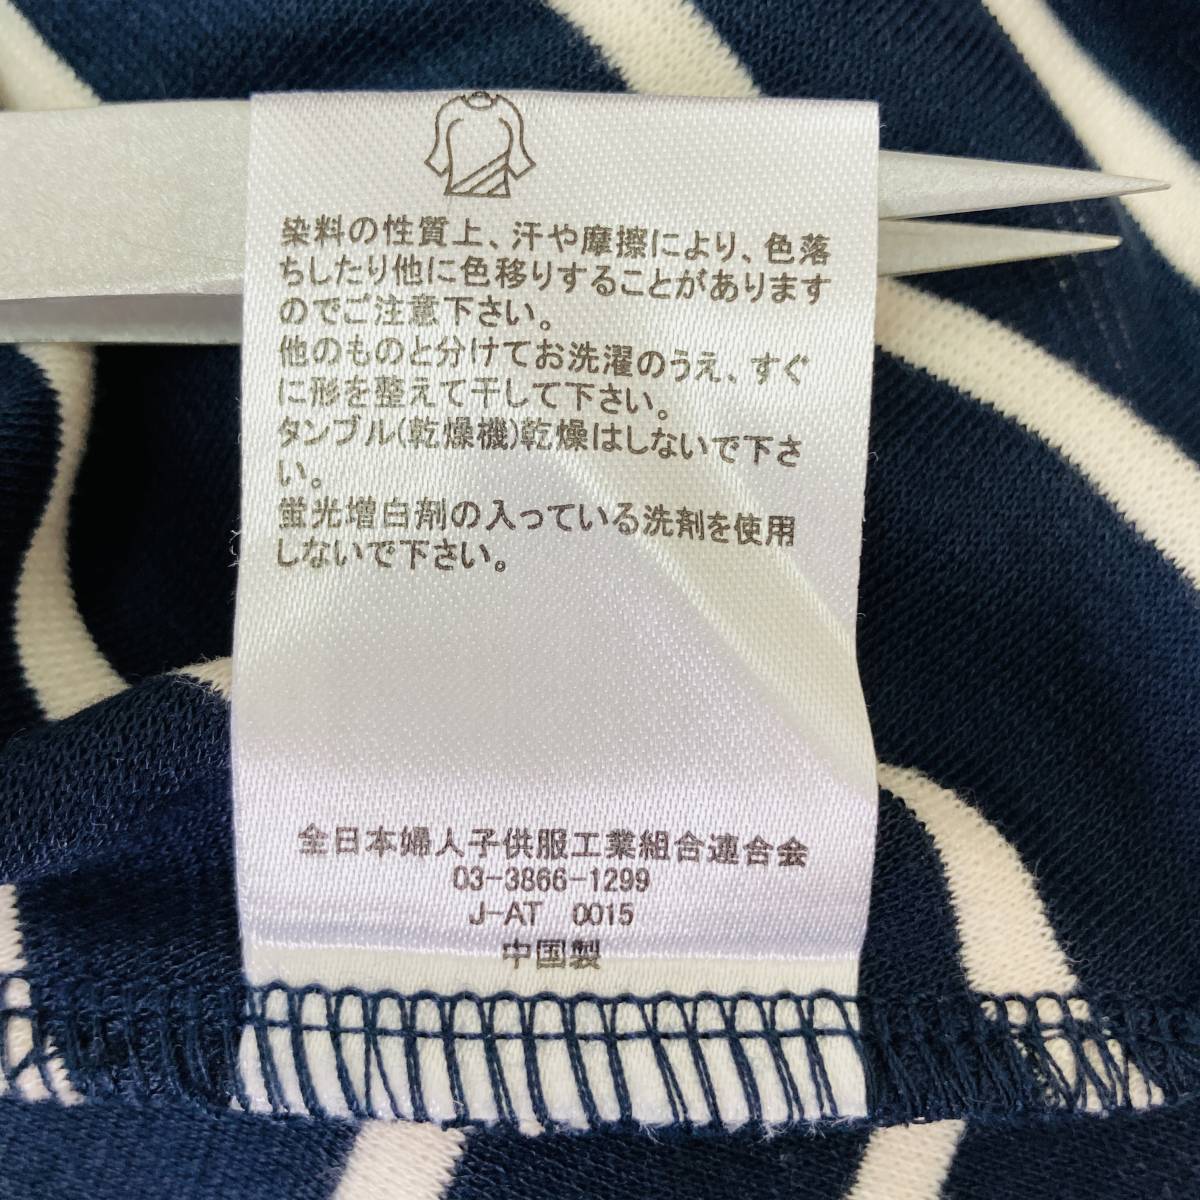 染料の性質上、汗や摩擦により、色落
ちしたり他に色移りすることがあります
のでご注意下さい。
他のものと分けてお洗濯のうえ、すぐ
に形を整えて干して下さい。
タンブル(乾燥機)乾燥はしないで下さ
い。
蛍光増白剤の入っている洗剤を使用
しないで下さい。
全日本婦人子供服工業組合連合会
03-3866-1299
J-AT 0015
中国製